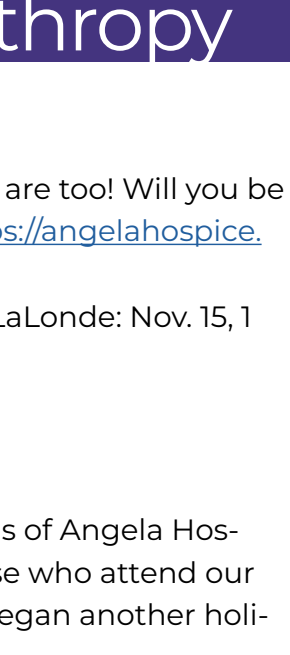 thropy
are too! Will you be
s://angelahospice.
LaLonde: Nov. 15, 1
s of Angela Hos-
se who attend our
egan another holi-